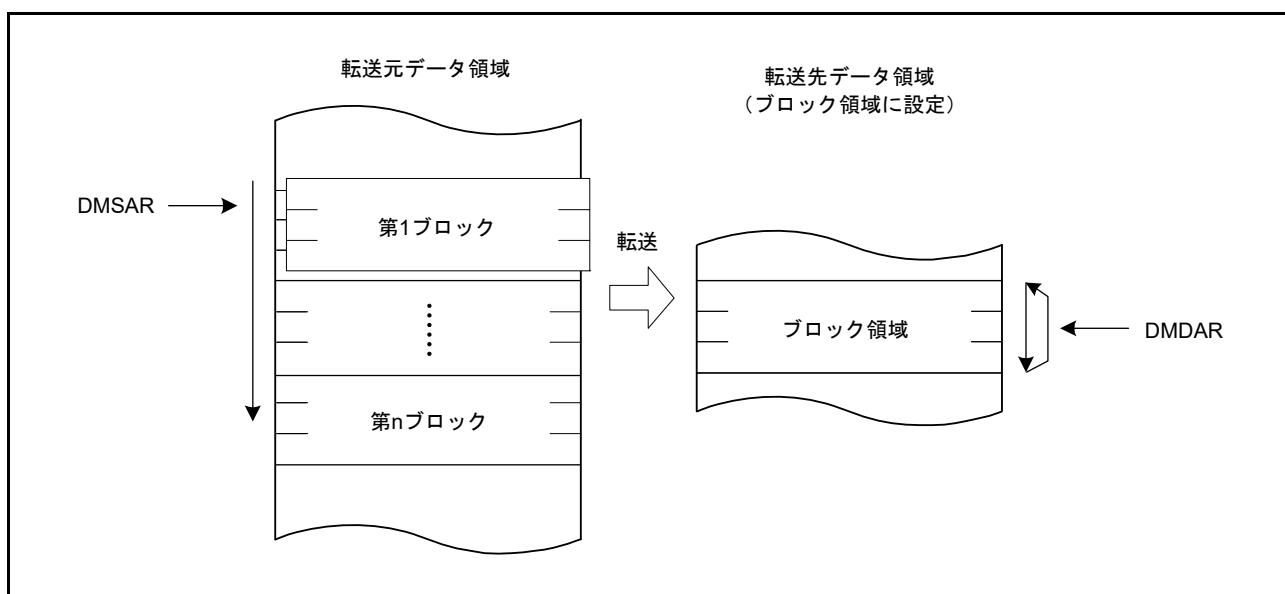 転送元データ領域
転送先データ領域
（ブロック領域に設定）
DMSAR
第1ブロック
転送
ブロック領域
DMDAR
第nブロック